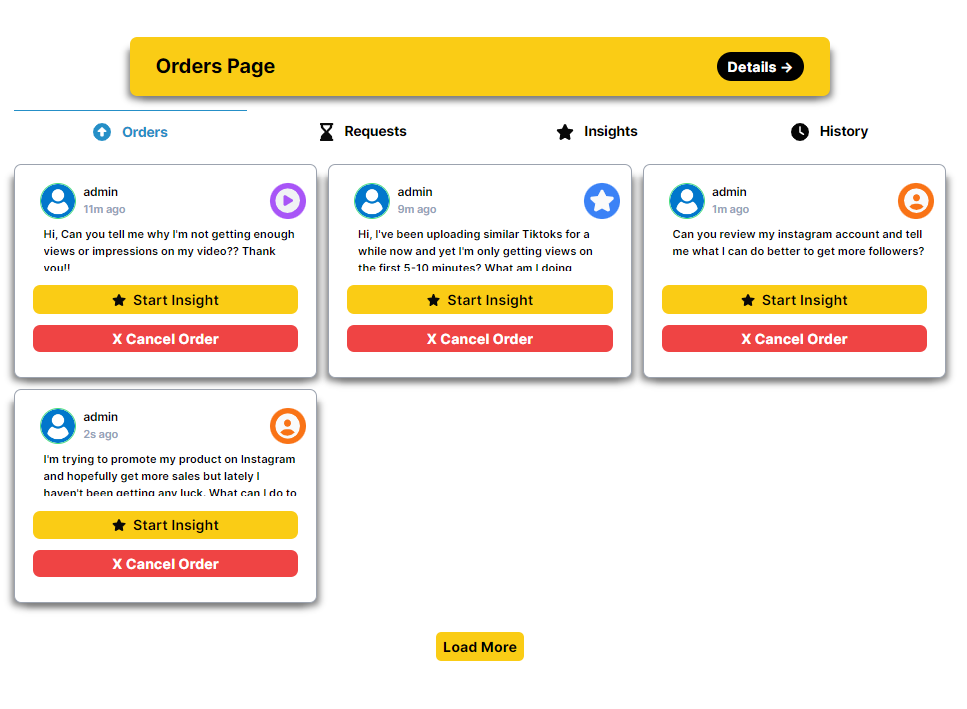 Orders Page
Details →
Orders
Requests
Insights
History
admin
11m ago
Hi, Can you tell me why I'm not getting enough
views or impressions on my video?? Thank
you!!
Start Insight
X Cancel Order
admin
9m ago
Hi, I've been uploading similar Tiktoks for a
while now and yet I'm only getting views on
the first 5-10 minutes? What am I doing
Start Insight
X Cancel Order
admin
1m ago
Can you review my instagram account and tell
me what I can do better to get more followers?
Start Insight
X Cancel Order
admin
2s ago
I'm trying to promote my product on Instagram
and hopefully get more sales but lately I
haven't been getting any luck. What can I do to
Start Insight
X Cancel Order
Load More